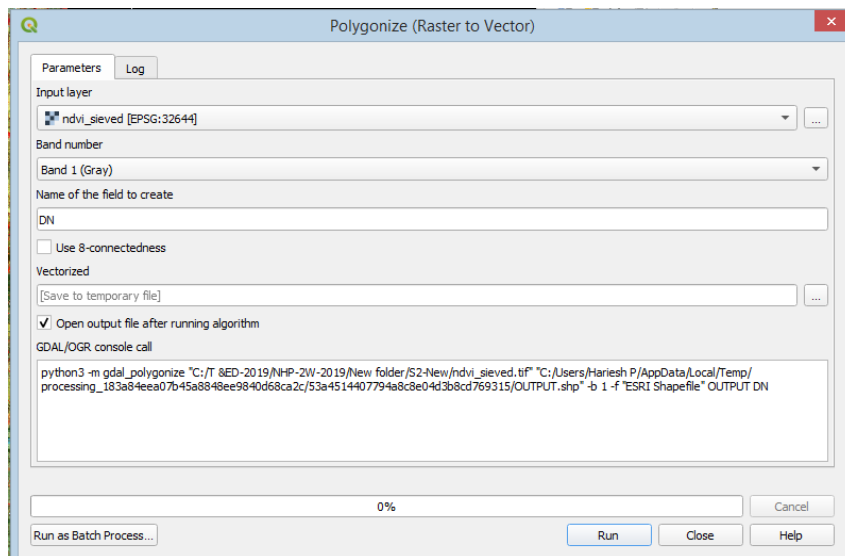 Polygonize (Raster to Vector)
Parameters
Log
Input layer
ndvi_sieved [EPSG:32644]
...
Band number
Band 1 (Gray)
Name of the field to create
DN
Use 8-connectedness
Vectorized
[Save to temporary file]
...
Open output file after running algorithm
GDAL/OGR console call
python3 -m gdal_polygonize "C:/T &ED-2019/NHP-2W-2019/New folder/S2-New/ndvi_sieved.tif" "C:/Users/Hariesh P/AppData/Local/Temp/
processing_183a84eea07b45a8848ee9840d68ca2c/53a4514407794a8c8e04d3b8cd769315/OUTPUT.shp" -b 1 -f "ESRI Shapefile" OUTPUT DN
0%
Cancel
Run as Batch Process...
Run
Close
Help